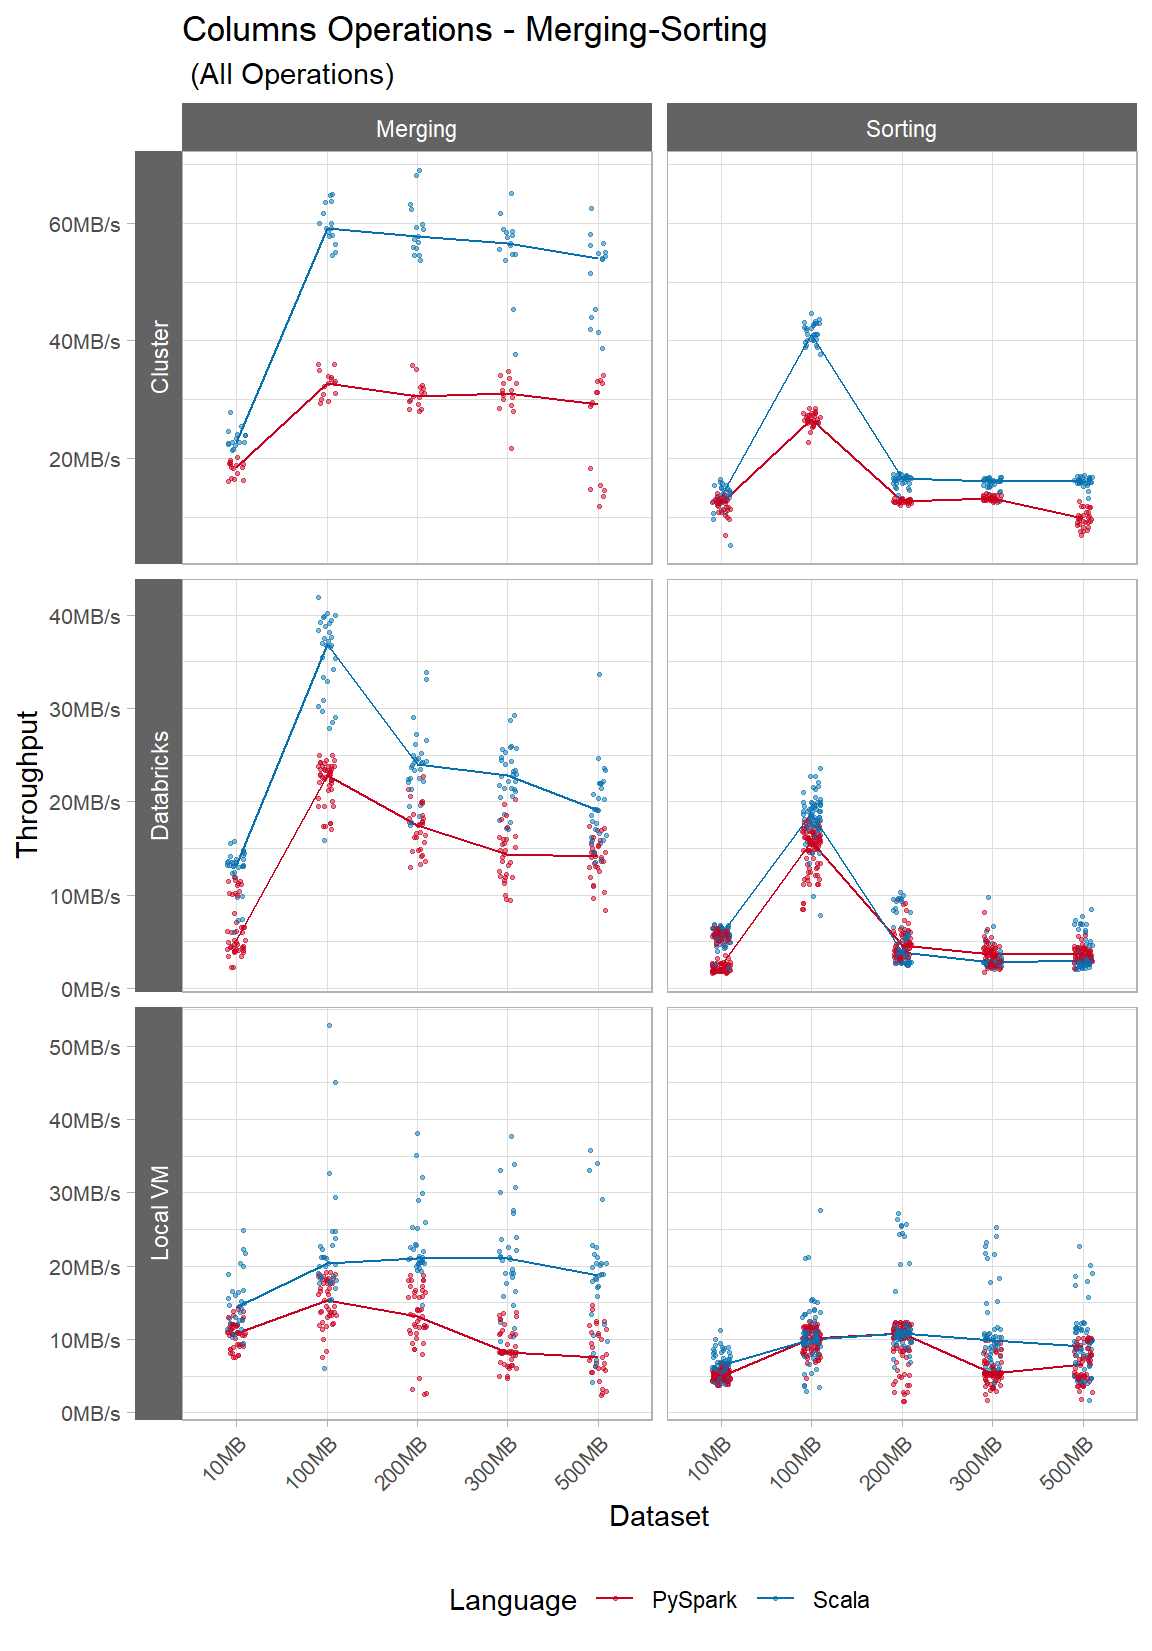 Columns Operations - Merging-Sorting
(All Operations)
Merging
Sorting
Cluster
60MB/s
40MB/s
20MB/s
Throughput
Databricks
40MB/s
30MB/s
20MB/s
10MB/s
0MB/s
Local VM
50MB/s
40MB/s
30MB/s
20MB/s
10MB/s
0MB/s
10MB
100MB
200MB
300MB
500MB
10MB
100MB
200MB
300MB
500MB
Dataset
Language PySpark Scala